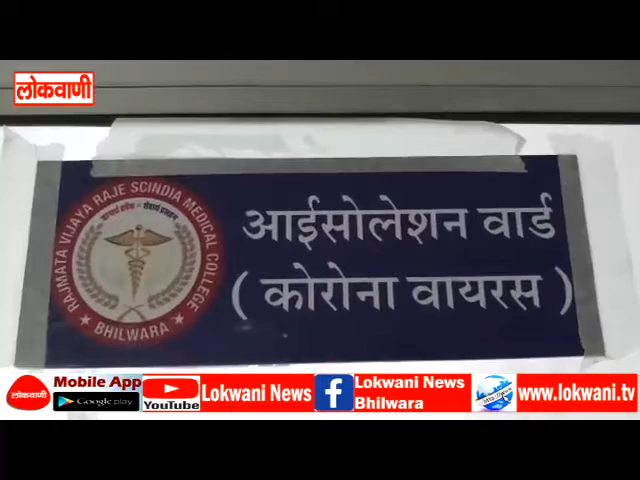 लोकवाणी
RAJMATA VIJAYA RAJE SCINDIA MEDICAL COLLEGE
★ BHILWARA ★
आईसोलेशन वार्ड
( कोरोना वायरस )
लोकवाणी
Mobile App
Google play
YouTube
Lokwani News
Lokwani News
Bhilwara
www.lokwani.tv